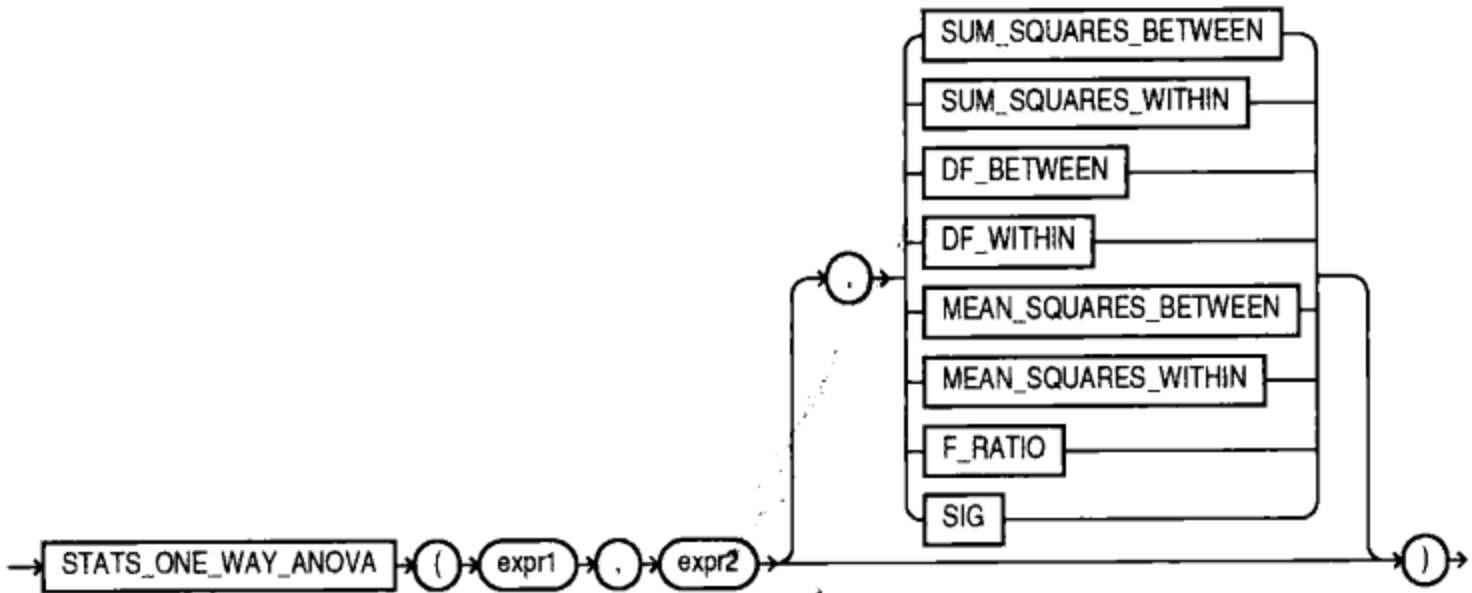 SUM_SQUARES_BETWEEN
SUM_SQUARES_WITHIN
DF_BETWEEN
DF_WITHIN
,
MEAN_SQUARES_BETWEEN
MEAN_SQUARES_WITHIN
F_RATIO
SIG
STATS_ONE_WAY_ANOVA ( expr1 , expr2 )